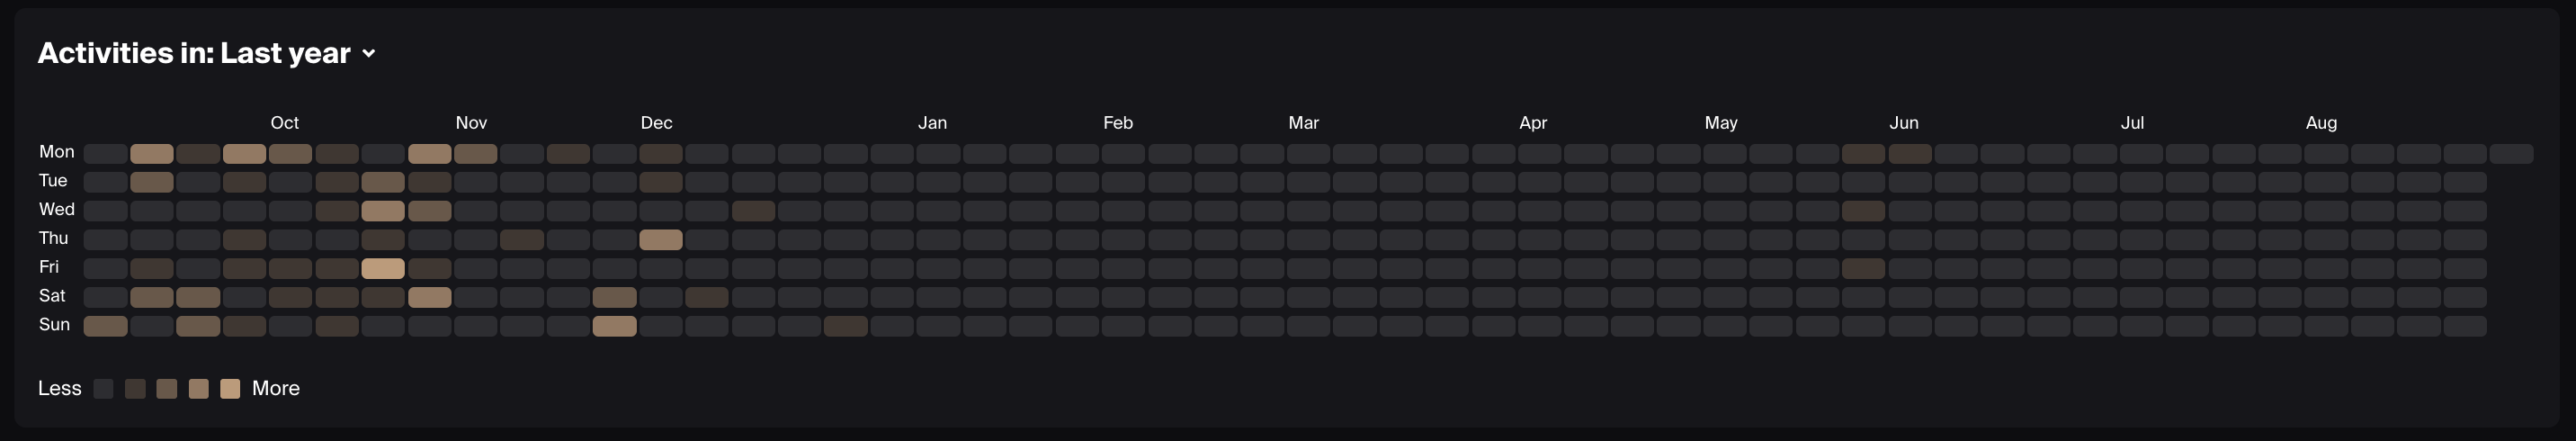 Activities in: Last year
Oct Nov Dec Jan Feb Mar Apr May Jun Jul Aug
Mon
Tue
Wed
Thu
Fri
Sat
Sun
Less More